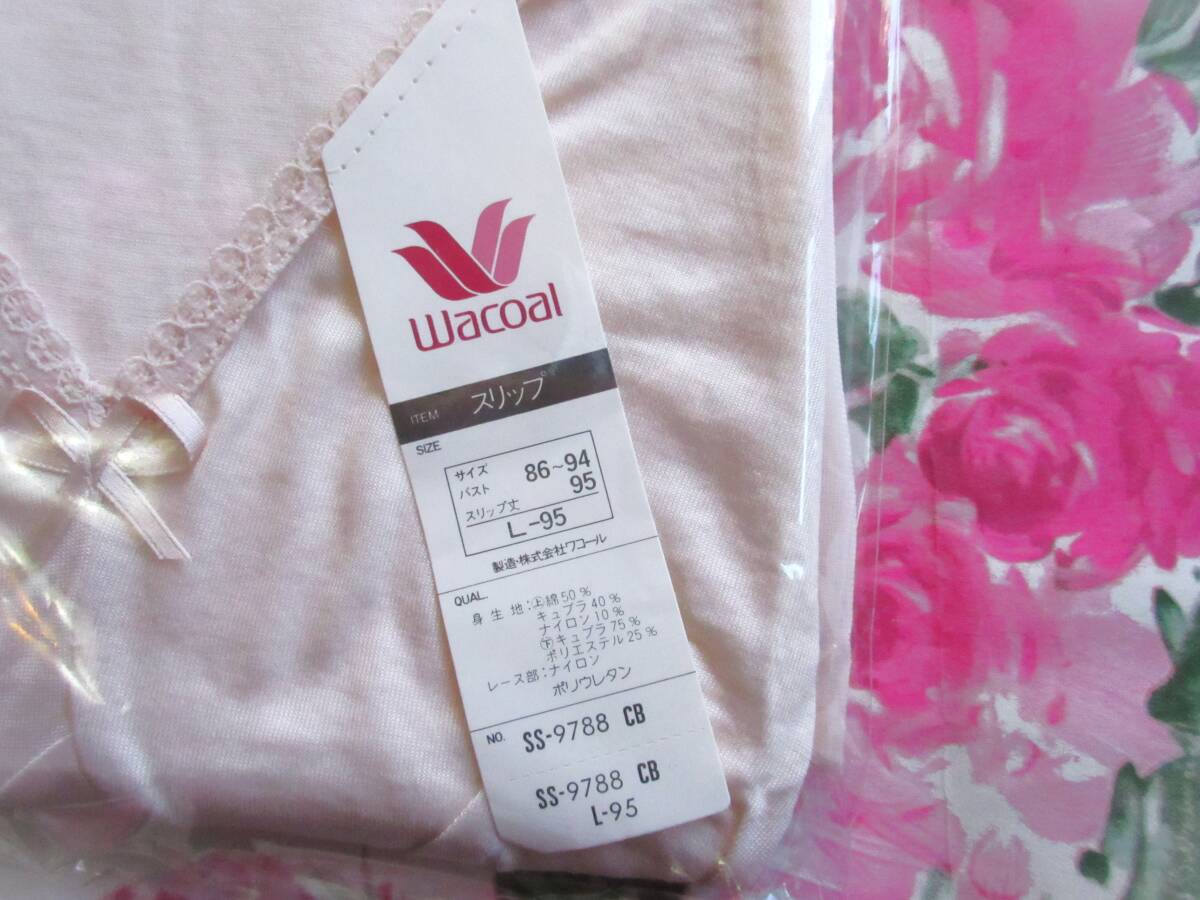 Wacoal
ITEM スリップ
SIZE
サイズ
バスト 86~94
スリップ丈 95
L-95
製造・株式会社ワコール
QUAL.
身生地:㊤綿50%
キュプラ40%
ナイロン10%
㊦キュプラ75%
ポリエステル25%
レース部:ナイロン
ポリウレタン
NO. SS-9788 CB
SS-9788 CB
L-95